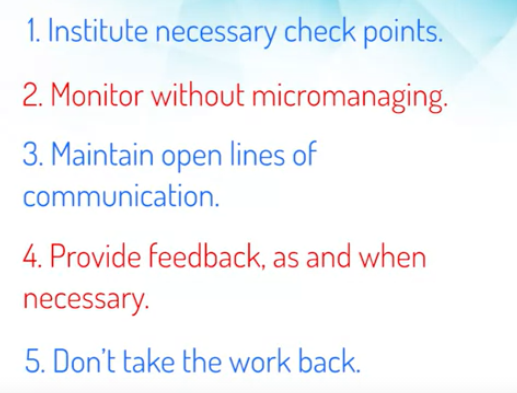 1. Institute necessary check points.
2. Monitor without micromanaging.
3. Maintain open lines of
communication.
4. Provide feedback, as and when
necessary.
5. Don't take the work back.